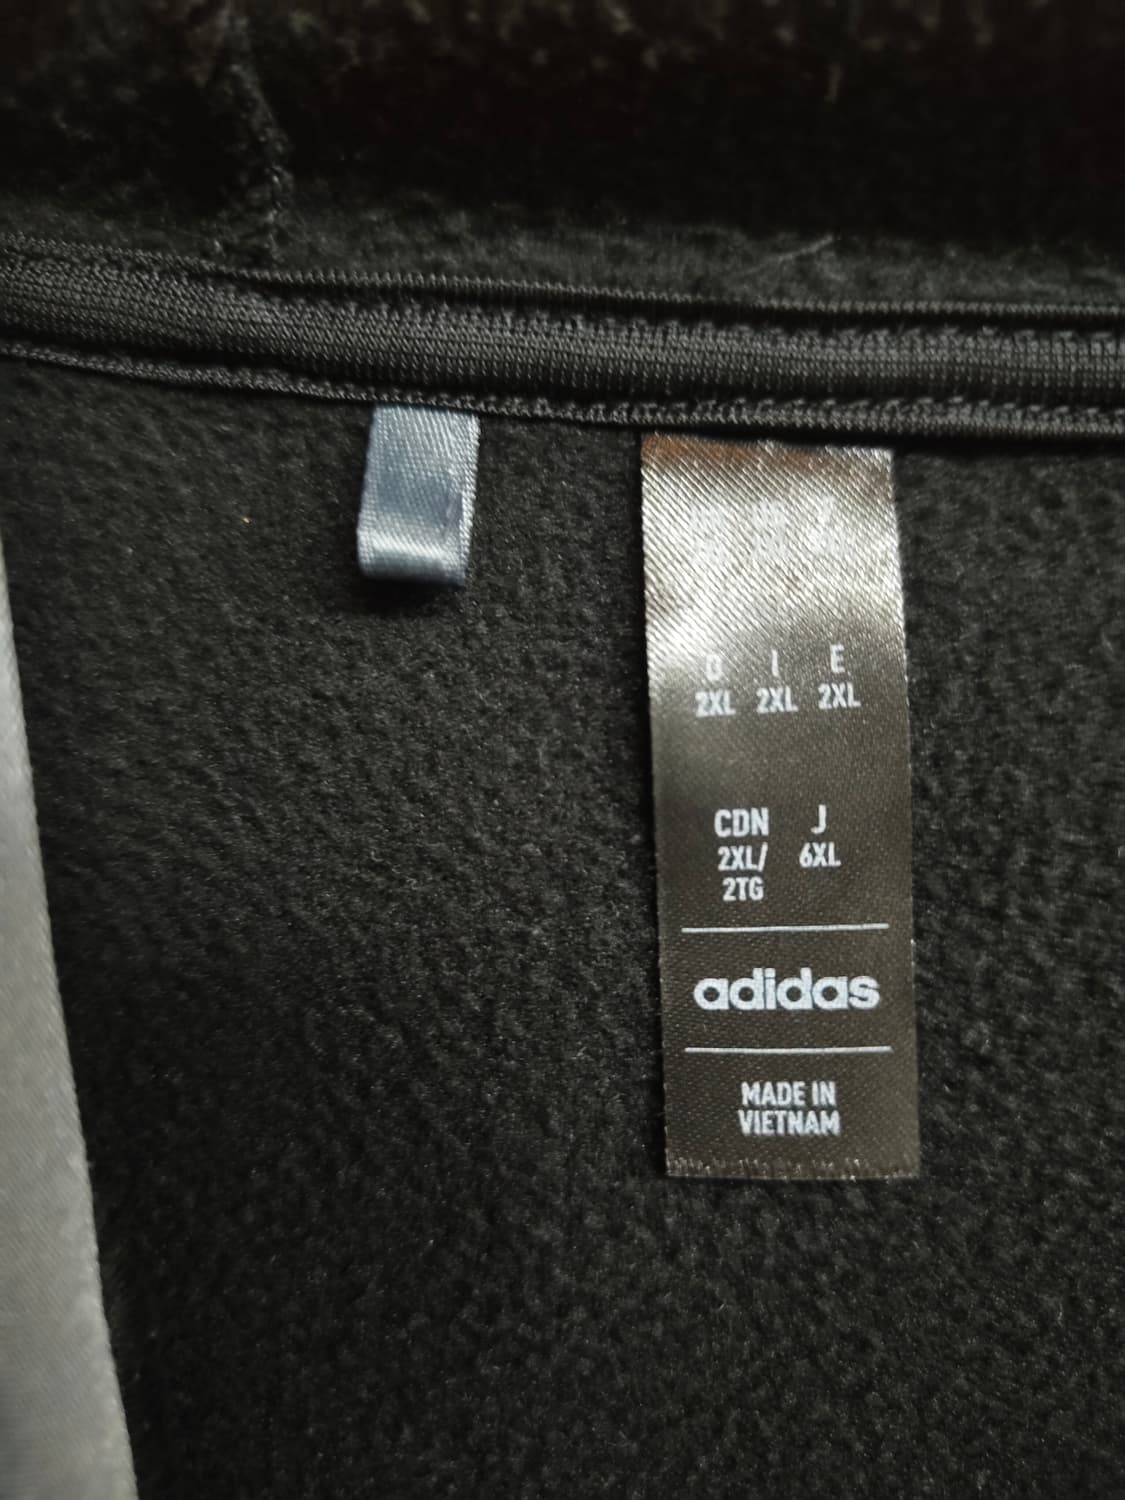 D I E
2XL 2XL 2XL
CDN J
2XL/ 6XL
2TG
adidas
MADE IN
VIETNAM